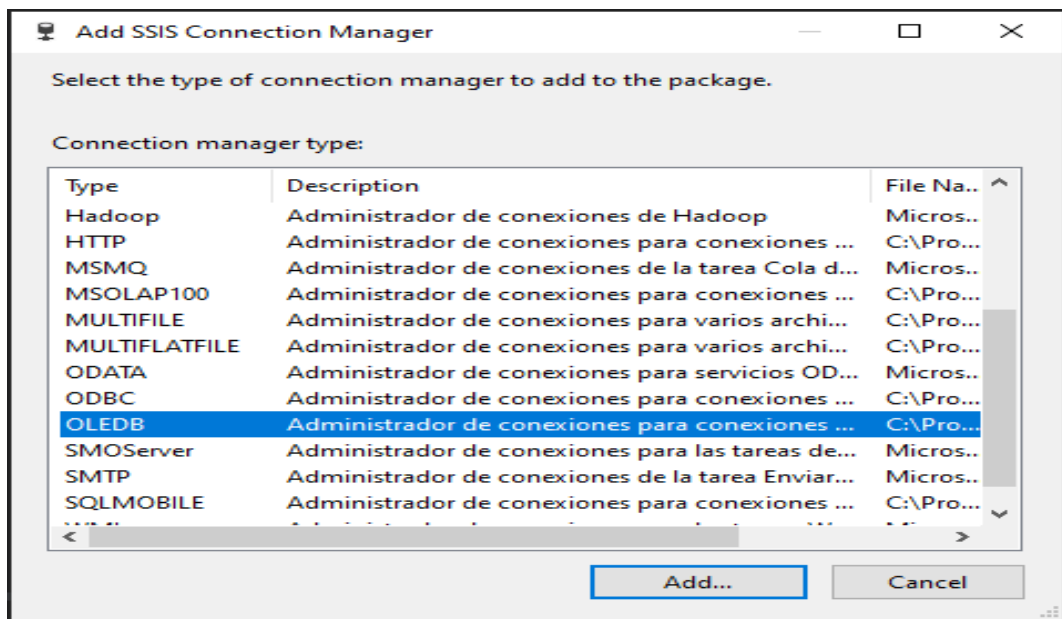 Add SSIS Connection Manager
Select the type of connection manager to add to the package.
Connection manager type:
Type Description File Na..
Hadoop Administrador de conexiones de Hadoop Micros..
HTTP Administrador de conexiones para conexiones ... C:\Pro...
MSMQ Administrador de conexiones de la tarea Cola d... Micros..
MSOLAP100 Administrador de conexiones para conexiones ... C:\Pro...
MULTIFILE Administrador de conexiones para varios archi... C:\Pro...
MULTIFLATFILE Administrador de conexiones para varios archi... C:\Pro...
ODATA Administrador de conexiones para servicios OD... Micros..
ODBC Administrador de conexiones para conexiones ... C:\Pro...
OLEDB Administrador de conexiones para conexiones ... C:\Pro...
SMOServer Administrador de conexiones para las tareas de... Micros..
SMTP Administrador de conexiones de la tarea Enviar... Micros..
SQLMOBILE Administrador de conexiones para conexiones ... C:\Pro...
Add... Cancel